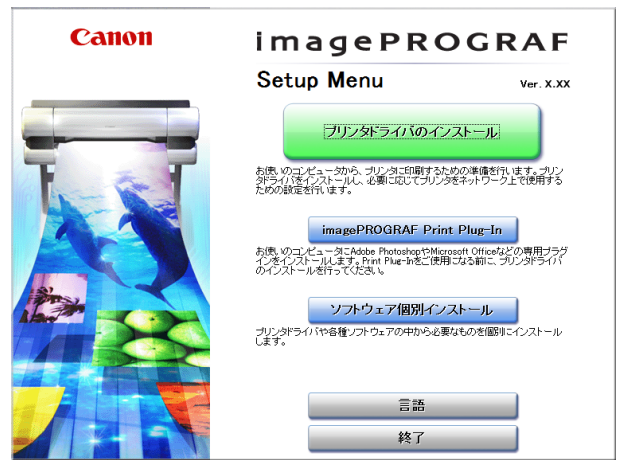 Canon
imagePROGRAF
Setup Menu
Ver. X.XX
プリンタドライバのインストール
お使いのコンピュータから、プリンタに印刷するための準備を行います。プリン
タドライバをインストールし、必要に応じてプリンタをネットワーク上で使用する
ための設定を行います。
imagePROGRAF Print Plug-In
お使いのコンピュータにAdobe PhotoshopやMicrosoft Officeなどの専用プラグ
インをインストールします。Print Plug-Inをご使用になる前に、プリンタドライバ
のインストールを行ってください。
ソフトウェア個別インストール
プリンタドライバや各種ソフトウェアの中から必要なものを個別にインストール
します。
言語
終了